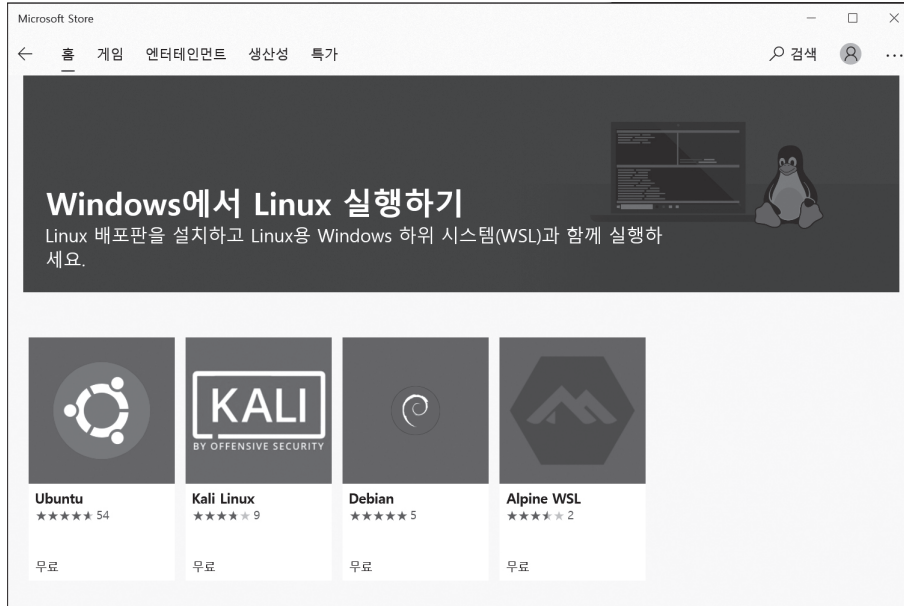 Microsoft Store
홈 게임 엔터테인먼트 생산성 특가 검색
Windows에서 Linux 실행하기
Linux 배포판을 설치하고 Linux용 Windows 하위 시스템(WSL)과 함께 실행하
세요.
KALI
BY OFFENSIVE SECURITY
Ubuntu
54
무료
Kali Linux
9
무료
Debian
5
무료
Alpine WSL
2
무료